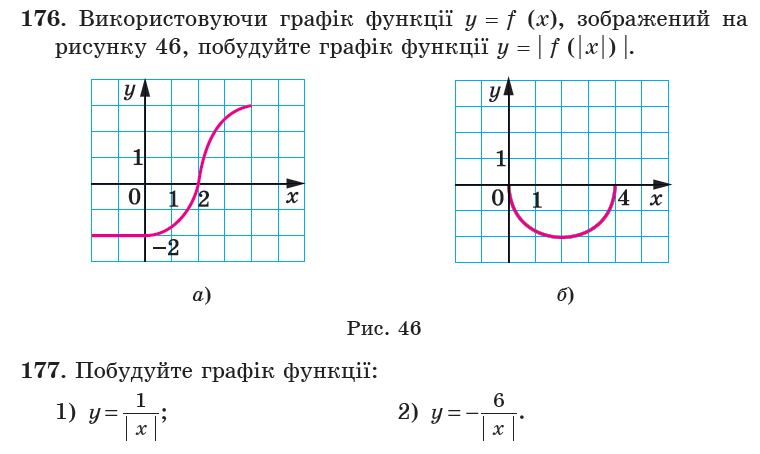 176. Використовуючи графік функції y = f (x), зображений на
рисунку 46, побудуйте графік функції y = | f (|x|) |.
y
1
0 1 2 x
−2
а)
y
1
0 1 4 x
б)
Рис. 46
177. Побудуйте графік функції:
1) y = 1/|x|; 2) y = − 6/|x|.